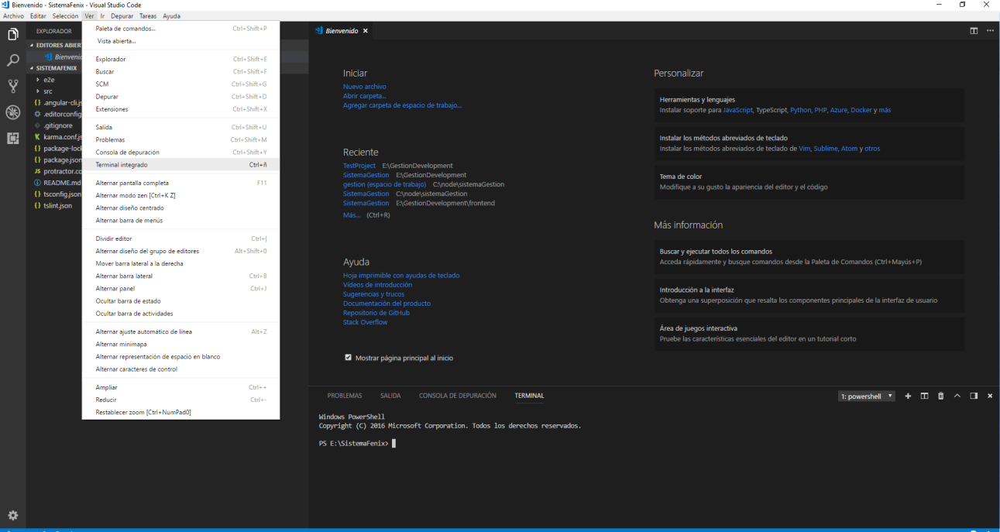 Bienvenido - SistemaFenix - Visual Studio Code
Archivo Editar Selección Ver Ir Depurar Tareas Ayuda
EXPLORADOR
EDITORES ABIER
Bienvenid
SISTEMAFENIX
e2e
src
.angular-cli.js
.editorconfig
.gitignore
karma.conf.js
package-lock
package.json
protractor.co
README.md
tsconfig.json
tslint.json
Paleta de comandos... Ctrl+Shift+P
Vista abierta...
Explorador Ctrl+Shift+E
Buscar Ctrl+Shift+F
SCM Ctrl+Shift+G
Depurar Ctrl+Shift+D
Extensiones Ctrl+Shift+X
Salida Ctrl+Shift+U
Problemas Ctrl+Shift+M
Consola de depuración Ctrl+Shift+Y
Terminal integrado Ctrl+ñ
Alternar pantalla completa F11
Alternar modo zen [Ctrl+K Z]
Alternar diseño centrado
Alternar barra de menús
Dividir editor Ctrl+|
Alternar diseño del grupo de editores Alt+Shift+0
Mover barra lateral a la derecha
Alternar barra lateral Ctrl+B
Alternar panel Ctrl+J
Ocultar barra de estado
Ocultar barra de actividades
Alternar ajuste automático de línea Alt+Z
Alternar minimapa
Alternar representación de espacio en blanco
Alternar caracteres de control
Ampliar Ctrl++
Reducir Ctrl+-
Restablecer zoom [Ctrl+NumPad0]
Bienvenido
Iniciar
Nuevo archivo
Abrir carpeta...
Agregar carpeta de espacio de trabajo...
Reciente
TestProject E:\GestionDevelopment
SistemaGestion E:\GestionDevelopment
gestion (espacio de trabajo) C:\node\sistemaGestion
SistemaGestion C:\node\sistemaGestion
SistemaGestion E:\GestionDevelopment\frontend
Más... (Ctrl+R)
Ayuda
Hoja imprimible con ayudas de teclado
Vídeos de introducción
Sugerencias y trucos
Documentación del producto
Repositorio de GitHub
Stack Overflow
Mostrar página principal al inicio
Personalizar
Herramientas y lenguajes
Instalar soporte para JavaScript, TypeScript, Python, PHP, Azure, Docker y más
Instalar los métodos abreviados de teclado
Instalar los métodos abreviados de teclado de Vim, Sublime, Atom y otros
Tema de color
Modifique a su gusto la apariencia del editor y el código
Más información
Buscar y ejecutar todos los comandos
Acceda rápidamente y busque comandos desde la Paleta de Comandos (Ctrl+Mayús+P)
Introducción a la interfaz
Obtenga una superposición que resalta los componentes principales de la interfaz de usuario
Área de juegos interactiva
Pruebe las características esenciales del editor en un tutorial corto
PROBLEMAS SALIDA CONSOLA DE DEPURACIÓN TERMINAL
1: powershell
Windows PowerShell
Copyright (C) 2016 Microsoft Corporation. Todos los derechos reservados.
PS E:\SistemaFenix>